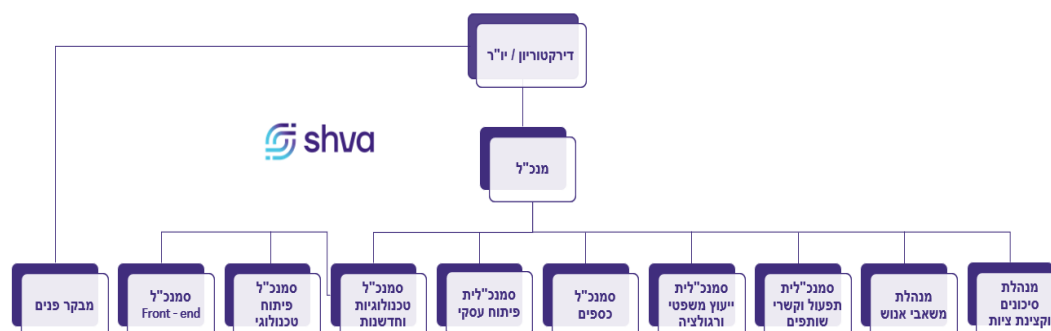 דירקטוריון / יו"ר
shva
מנכ"ל
מנהלת
סיכונים
וקצינת ציות
מנהלת
משאבי אנוש
סמנכ"לית
תפעול וקשרי
שותפים
סמנכ"לית
ייעוץ משפטי
ורגולציה
סמנכ"ל
כספים
סמנכ"לית
פיתוח עסקי
סמנכ"ל
טכנולוגיות
וחדשנות
סמנכ"ל
פיתוח
טכנולוגי
סמנכ"ל
Front - end
מבקר פנים